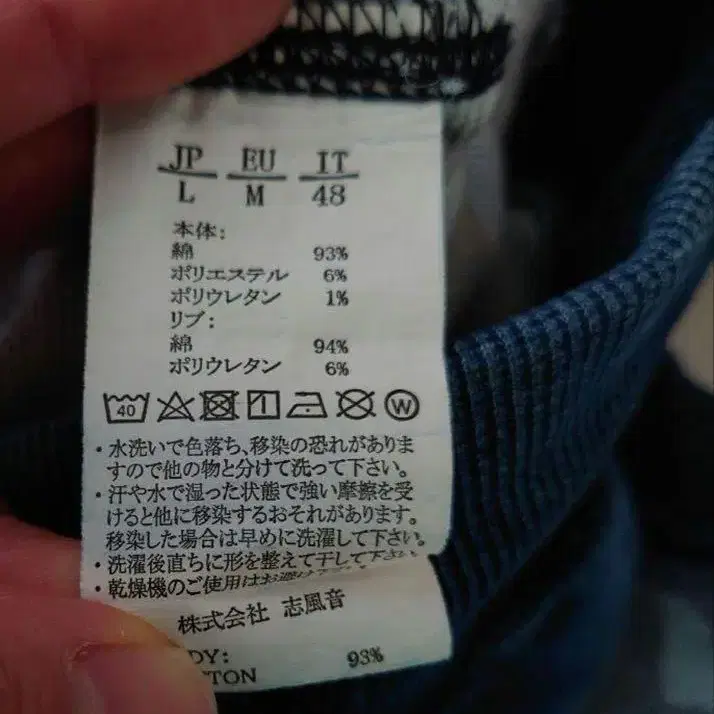 JP EU IT
L M 48
本体:
綿 93%
ポリエステル 6%
ポリウレタン 1%
リブ:
綿 94%
ポリウレタン 6%
40 W
・水洗いで色落ち、移染の恐れがありま
すので他の物と分けて洗って下さい。
・汗や水で湿った状態で強い摩擦を受
けると他に移染するおそれがあります。
移染した場合は早めに洗濯して下さい。
・洗濯後直ちに形を整えて干して下さい
・乾燥機のご使用はお避け
株式会社 志風音
DY: 93%
TTON